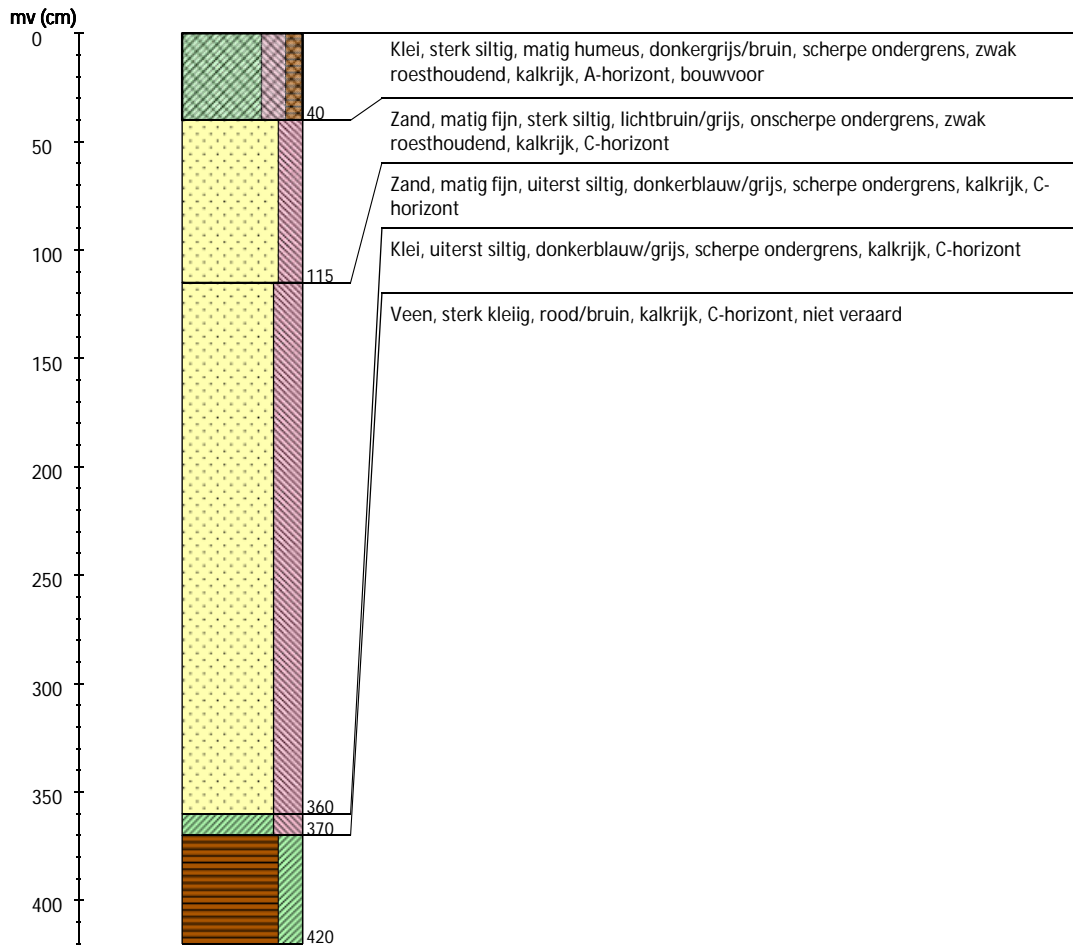 mv (cm)
0
Klei, sterk siltig, matig humeus, donkergrijs/bruin, scherpe ondergrens, zwak
roesthoudend, kalkrijk, A-horizont, bouwvoor
40
Zand, matig fijn, sterk siltig, lichtbruin/grijs, onscherpe ondergrens, zwak
roesthoudend, kalkrijk, C-horizont
50
Zand, matig fijn, uiterst siltig, donkerblauw/grijs, scherpe ondergrens, kalkrijk, C-
horizont
100
Klei, uiterst siltig, donkerblauw/grijs, scherpe ondergrens, kalkrijk, C-horizont
115
Veen, sterk kleiig, rood/bruin, kalkrijk, C-horizont, niet veraard
150
200
250
300
350
360
370
400
420